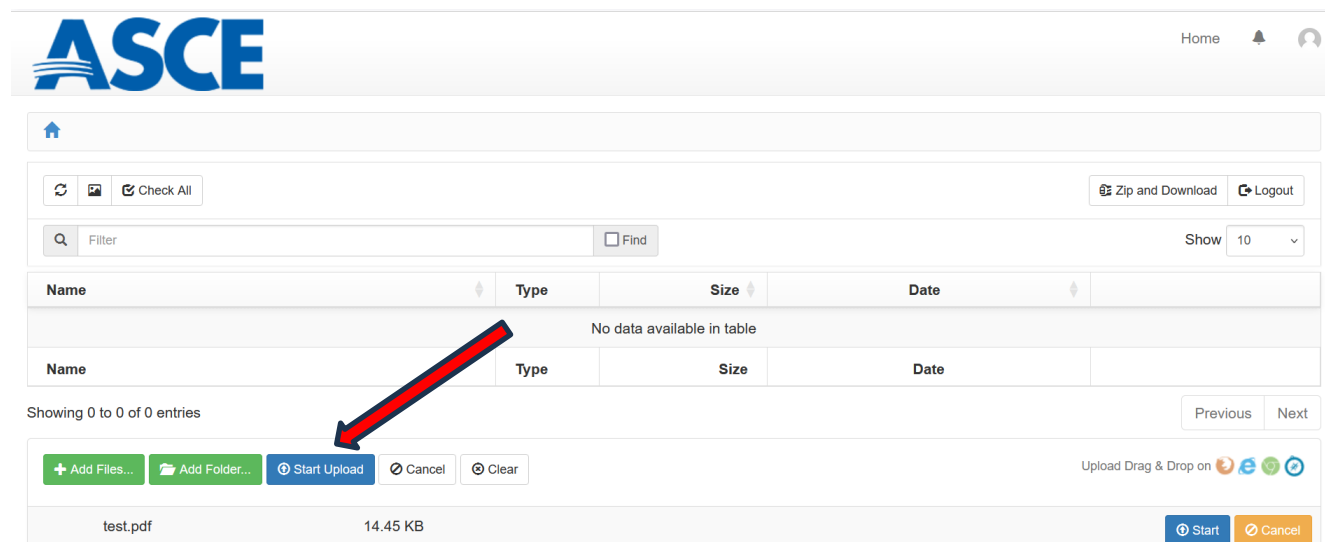 ASCE
Home
Check All
Zip and Download
Logout
Filter
Find
Show 10
Name Type Size Date
No data available in table
Name Type Size Date
Showing 0 to 0 of 0 entries
Previous Next
Add Files... Add Folder... Start Upload Cancel Clear
Upload Drag & Drop on
test.pdf 14.45 KB Start Cancel